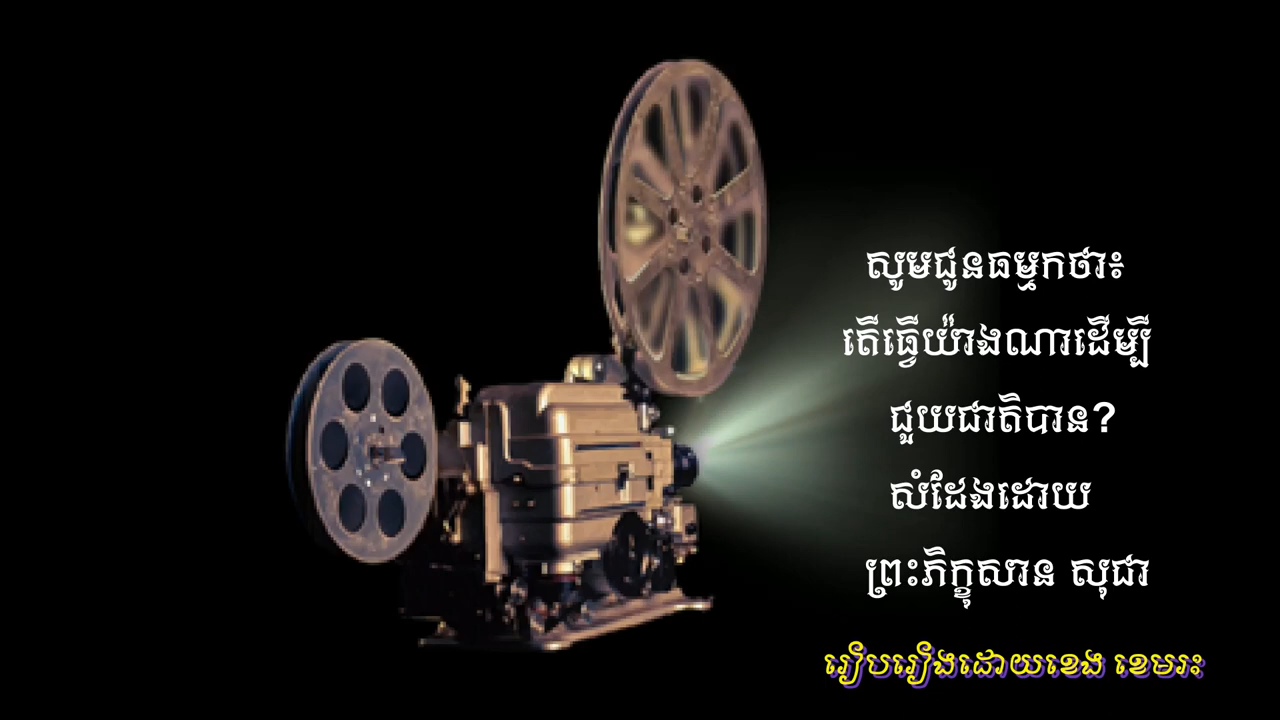 សូមជូនធម្មកថា៖
តើធ្វើយ៉ាងណាដើម្បី
ជួយជាតិបាន?
សំដែងដោយ
ព្រះភិក្ខុសាន សុជា
រៀបរៀងដោយខេង ខេមរះ